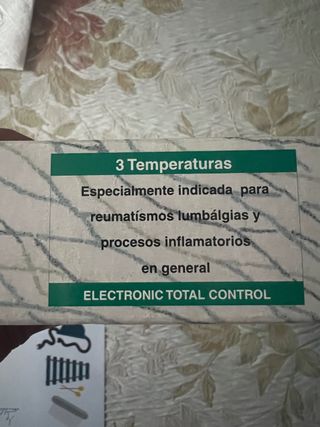 3 Temperaturas
Especialmente indicada para
reumatísmos lumbálgias y
procesos inflamatorios
en general
ELECTRONIC TOTAL CONTROL